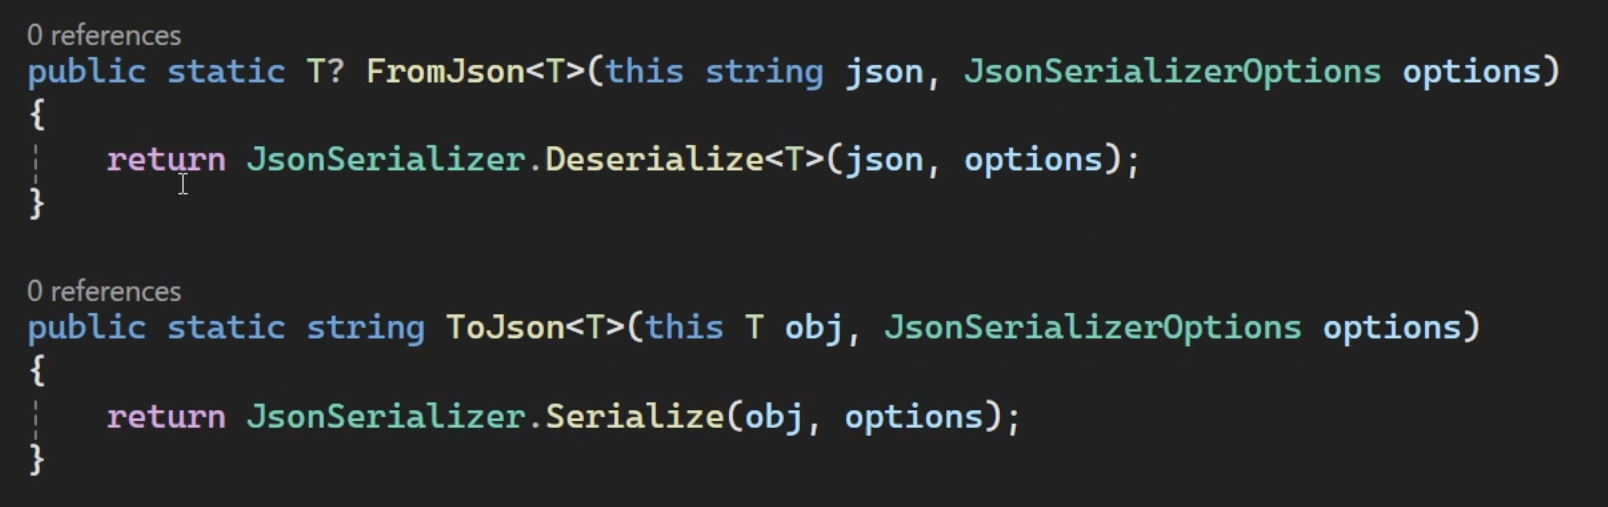 0 references
public static T? FromJson<T>(this string json, JsonSerializerOptions options)
{
return JsonSerializer.Deserialize<T>(json, options);
}
0 references
public static string ToJson<T>(this T obj, JsonSerializerOptions options)
{
return JsonSerializer.Serialize(obj, options);
}